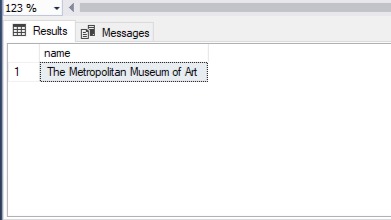 123 %
Results Messages
name
1 The Metropolitan Museum of Art